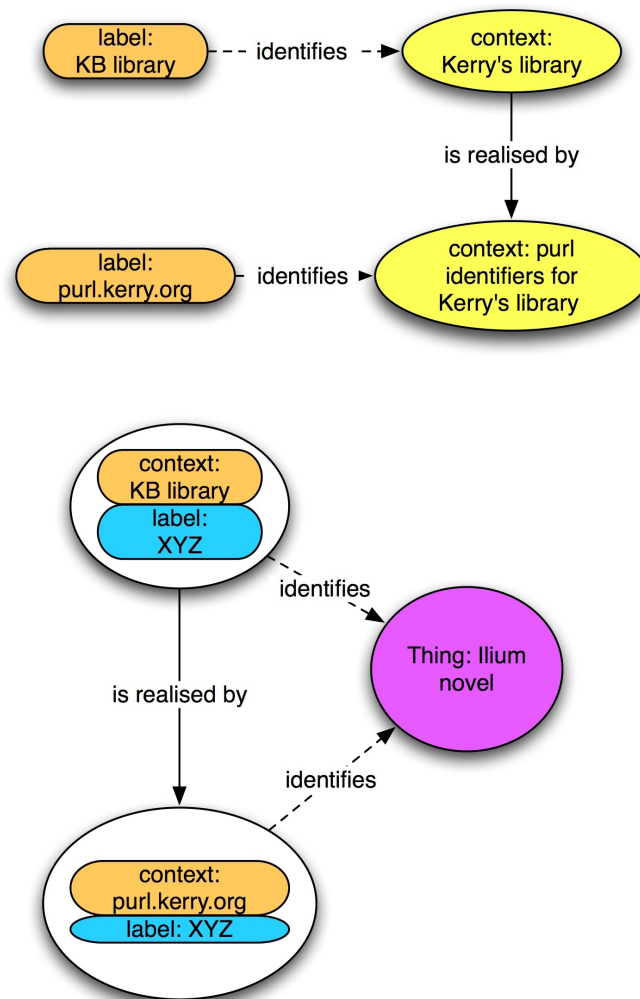 label:
KB library
identifies
context:
Kerry's library
is realised by
label:
purl.kerry.org
identifies
context: purl
identifiers for
Kerry's library
context:
KB library
label:
XYZ
identifies
Thing: Ilium
novel
is realised by
identifies
context:
purl.kerry.org
label: XYZ